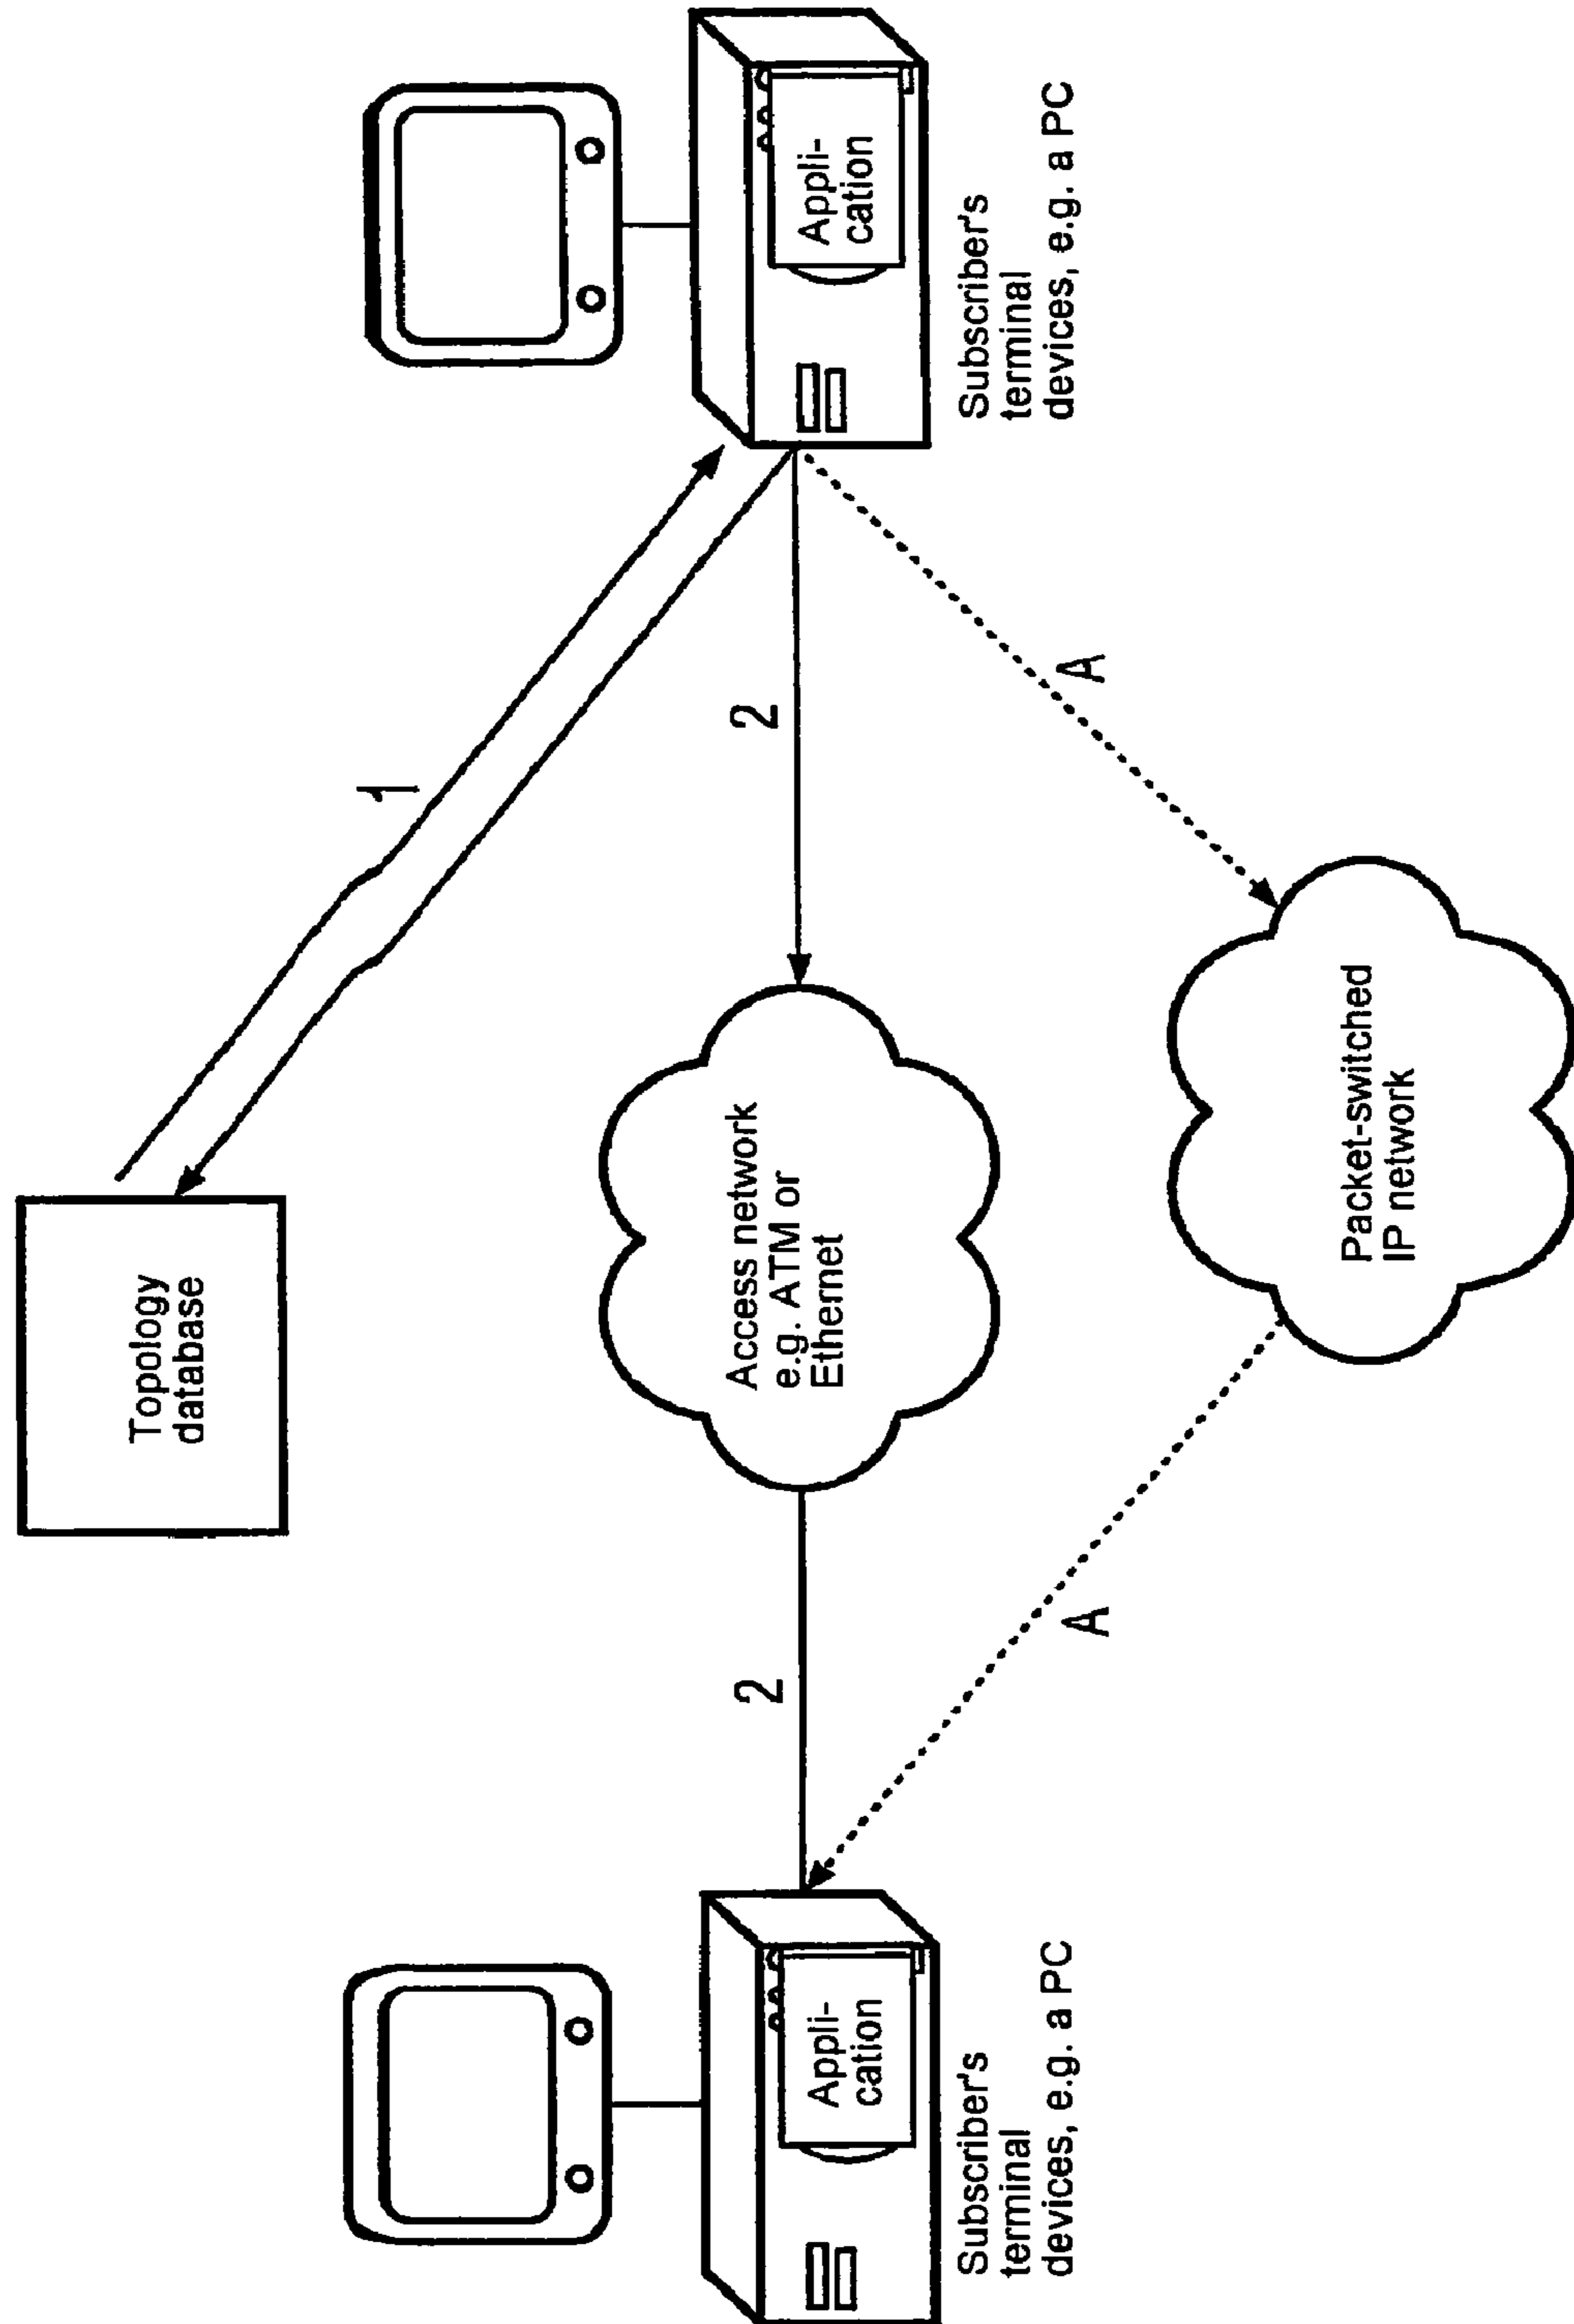 Topology
database
1
2
2
Access network
e.g. ATM or
Ethernet
A
A
Packet-switched
IP network
Appli-
cation
Subscriber's
terminal
devices, e.g. a PC
Appli-
cation
Subscriber's
terminal
devices, e.g. a PC